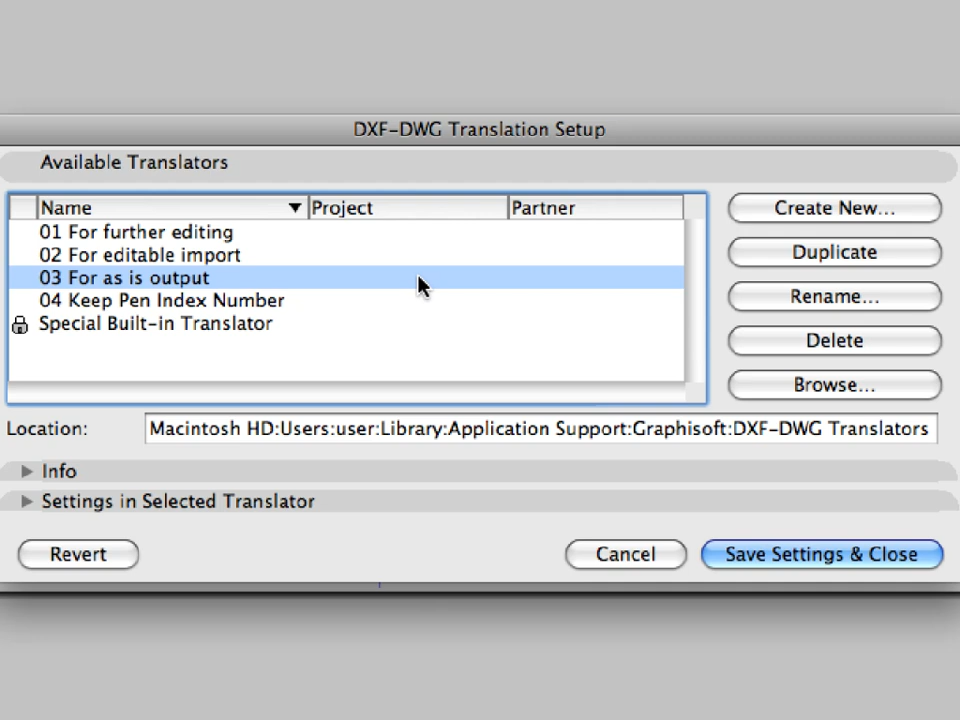 DXF-DWG Translation Setup
Available Translators
Name Project Partner
01 For further editing
02 For editable import
03 For as is output
04 Keep Pen Index Number
Special Built-in Translator
Create New...
Duplicate
Rename...
Delete
Browse...
Location: Macintosh HD:Users:user:Library:Application Support:Graphisoft:DXF-DWG Translators
Info
Settings in Selected Translator
Revert Cancel Save Settings & Close